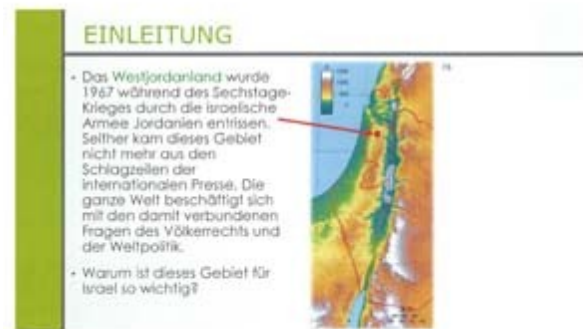 EINLEITUNG
• Das Westjordanland wurde
1967 während des Sechstage-
Krieges durch die israelische
Armee Jordanien entrissen.
Seither kam dieses Gebiet
nicht mehr aus den
Schlagzeilen der
internationalen Presse. Die
ganze Welt beschäftigt sich
mit den damit verbundenen
Fragen des Völkerrechts und
der Weltpolitik.
• Warum ist dieses Gebiet für
Israel so wichtig?